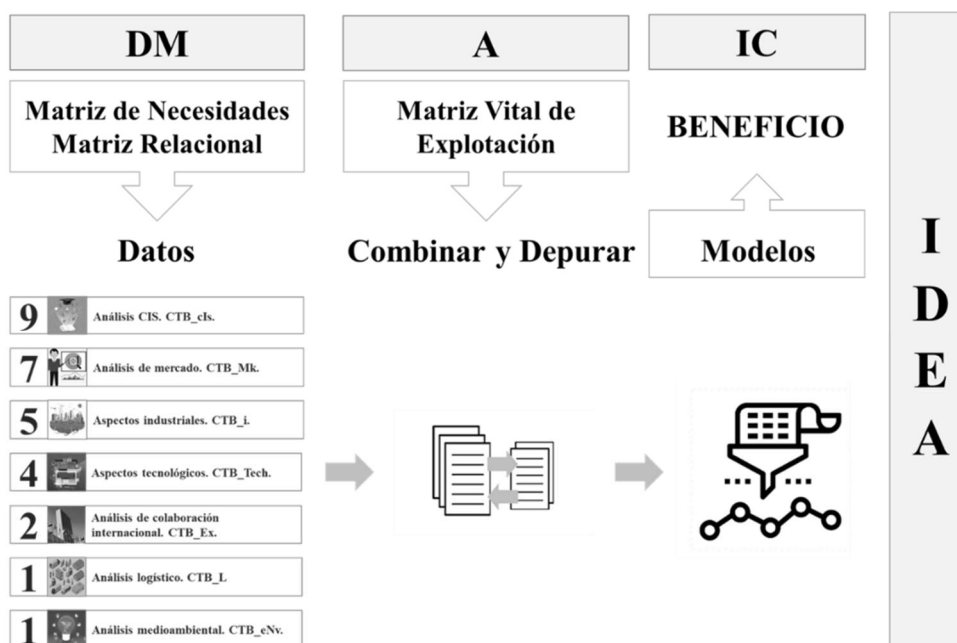 DM
Matriz de Necesidades
Matriz Relacional
Datos
9 Análisis CIS. CTB_cIs.
7 Análisis de mercado. CTB_Mk.
5 Aspectos industriales. CTB_i.
4 Aspectos tecnológicos. CTB_Tech.
2 Análisis de colaboración
internacional. CTB_Ex.
1 Análisis logístico. CTB_L
1 Análisis medioambiental. CTB_eNv.
A
Matriz Vital de
Explotación
Combinar y Depurar
IC
BENEFICIO
Modelos
I
D
E
A